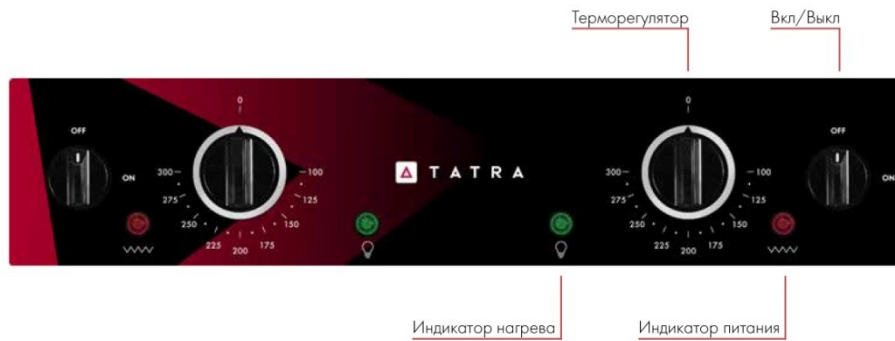 Терморегулятор
Вкл/Выкл
0
0
OFF
OFF
ON
300
100
TATRA
300
100
ON
275
125
275
125
250
150
250
150
225
200
175
225
200
175
Индикатор нагрева
Индикатор питания